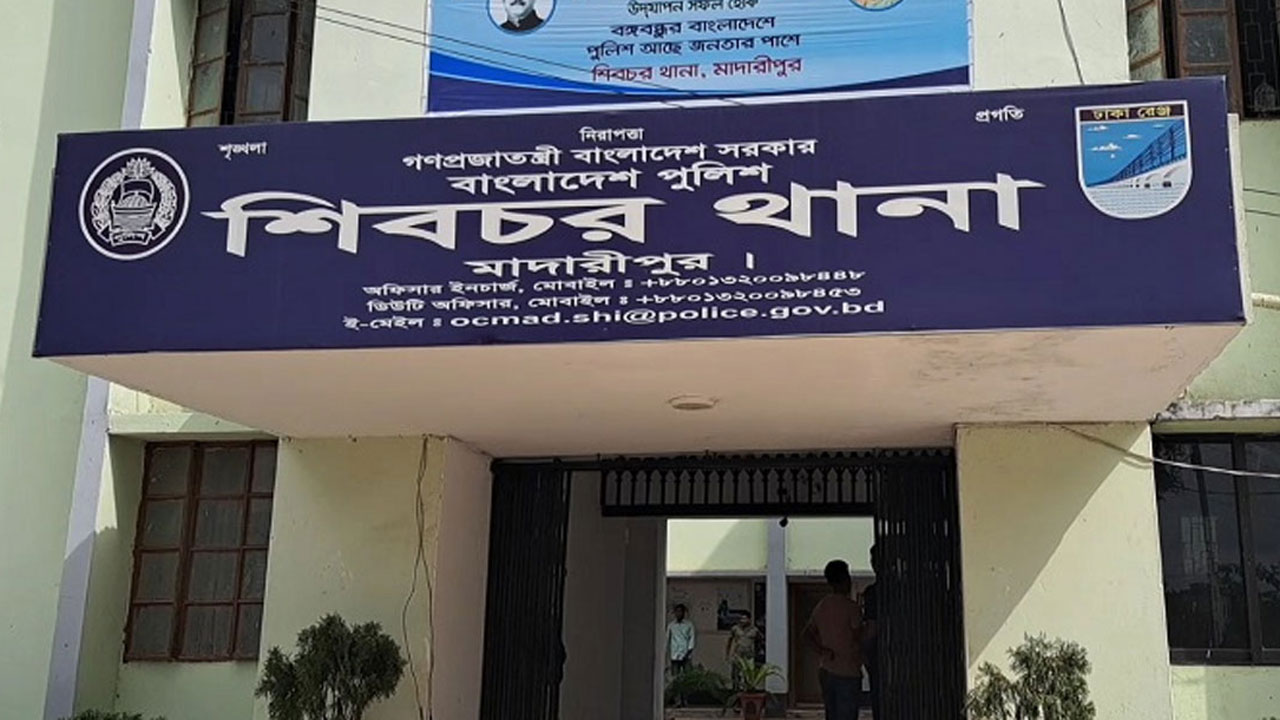 উদ্‌যাপন সফল হোক
বঙ্গবন্ধুর বাংলাদেশে
পুলিশ আছে জনতার পাশে
শিবচর থানা, মাদারীপুর
শৃঙ্খলা নিরাপত্তা প্রগতি
ঢাকা রেঞ্জ
গণপ্রজাতন্ত্রী বাংলাদেশ সরকার
বাংলাদেশ পুলিশ
পুলিশ
শিবচর থানা
মাদারীপুর ।
অফিসার ইনচার্জ, মোবাইল ঃ +৮৮০১৩২০০৯৮৪৪৮
ডিউটি অফিসার, মোবাইল ঃ +৮৮০১৩২০০৯৮৪৫৩
ই-মেইল ঃ ocmad.shi@police.gov.bd